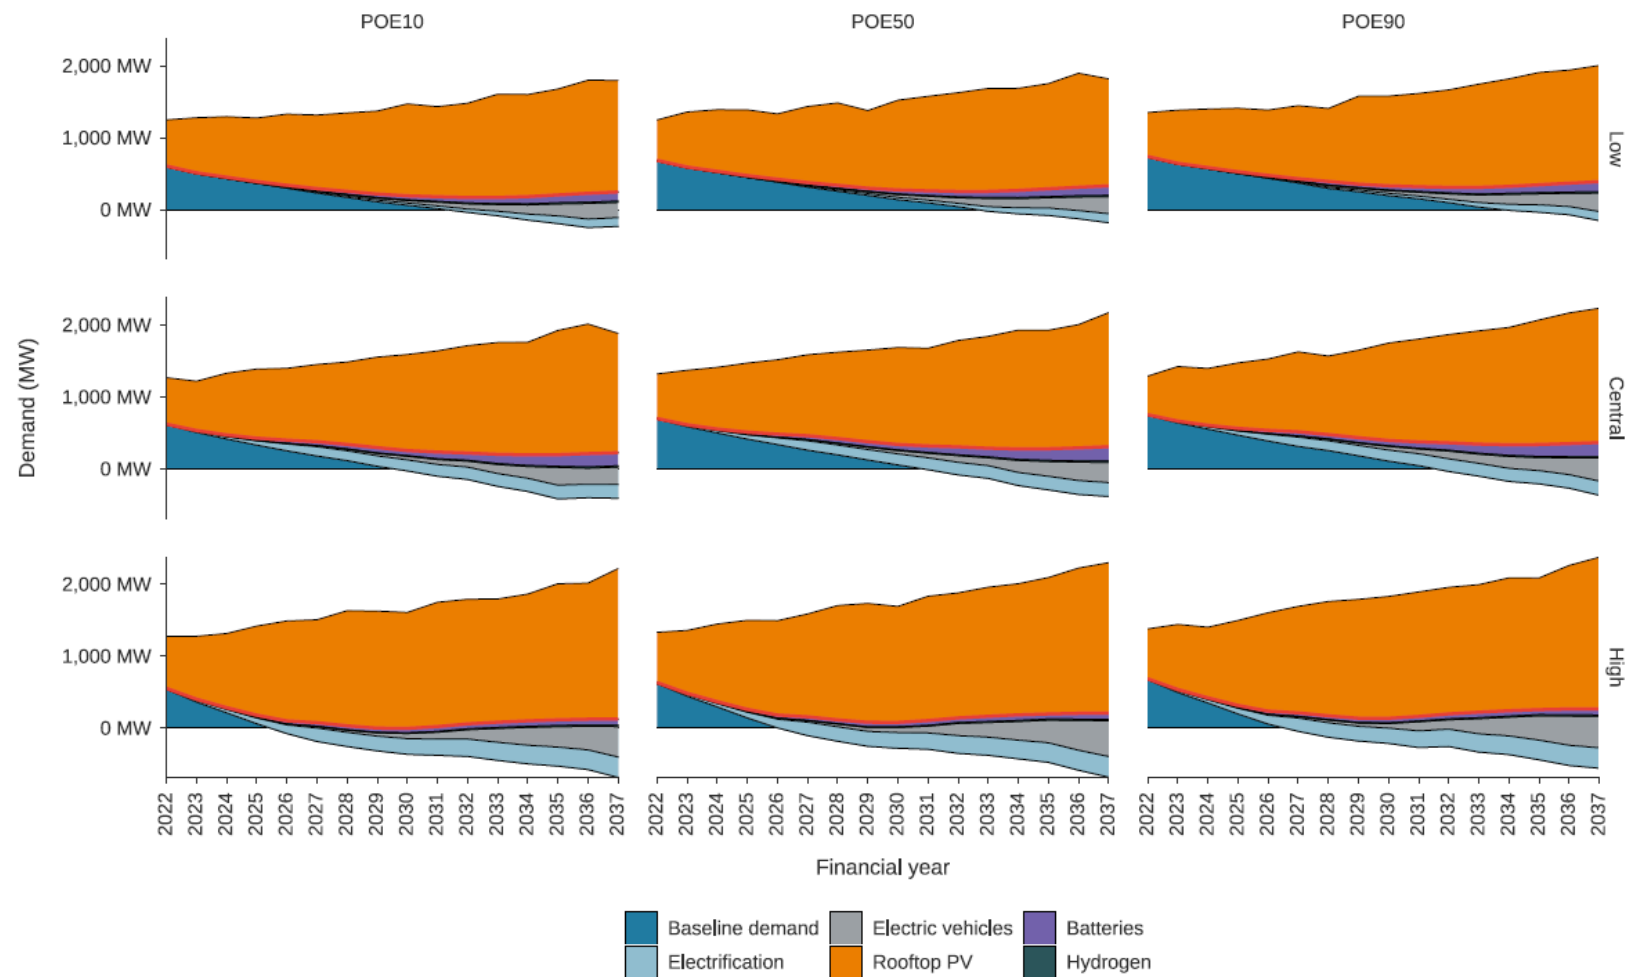 POE10 POE50 POE90
2,000 MW
1,000 MW
0 MW
Low
2,000 MW
1,000 MW
0 MW
Central
2,000 MW
1,000 MW
0 MW
High
Demand (MW)
2022 2023 2024 2025 2026 2027 2028 2029 2030 2031 2032 2033 2034 2035 2036 2037
2022 2023 2024 2025 2026 2027 2028 2029 2030 2031 2032 2033 2034 2035 2036 2037
2022 2023 2024 2025 2026 2027 2028 2029 2030 2031 2032 2033 2034 2035 2036 2037
Financial year
Baseline demand Electric vehicles Batteries
Electrification Rooftop PV Hydrogen